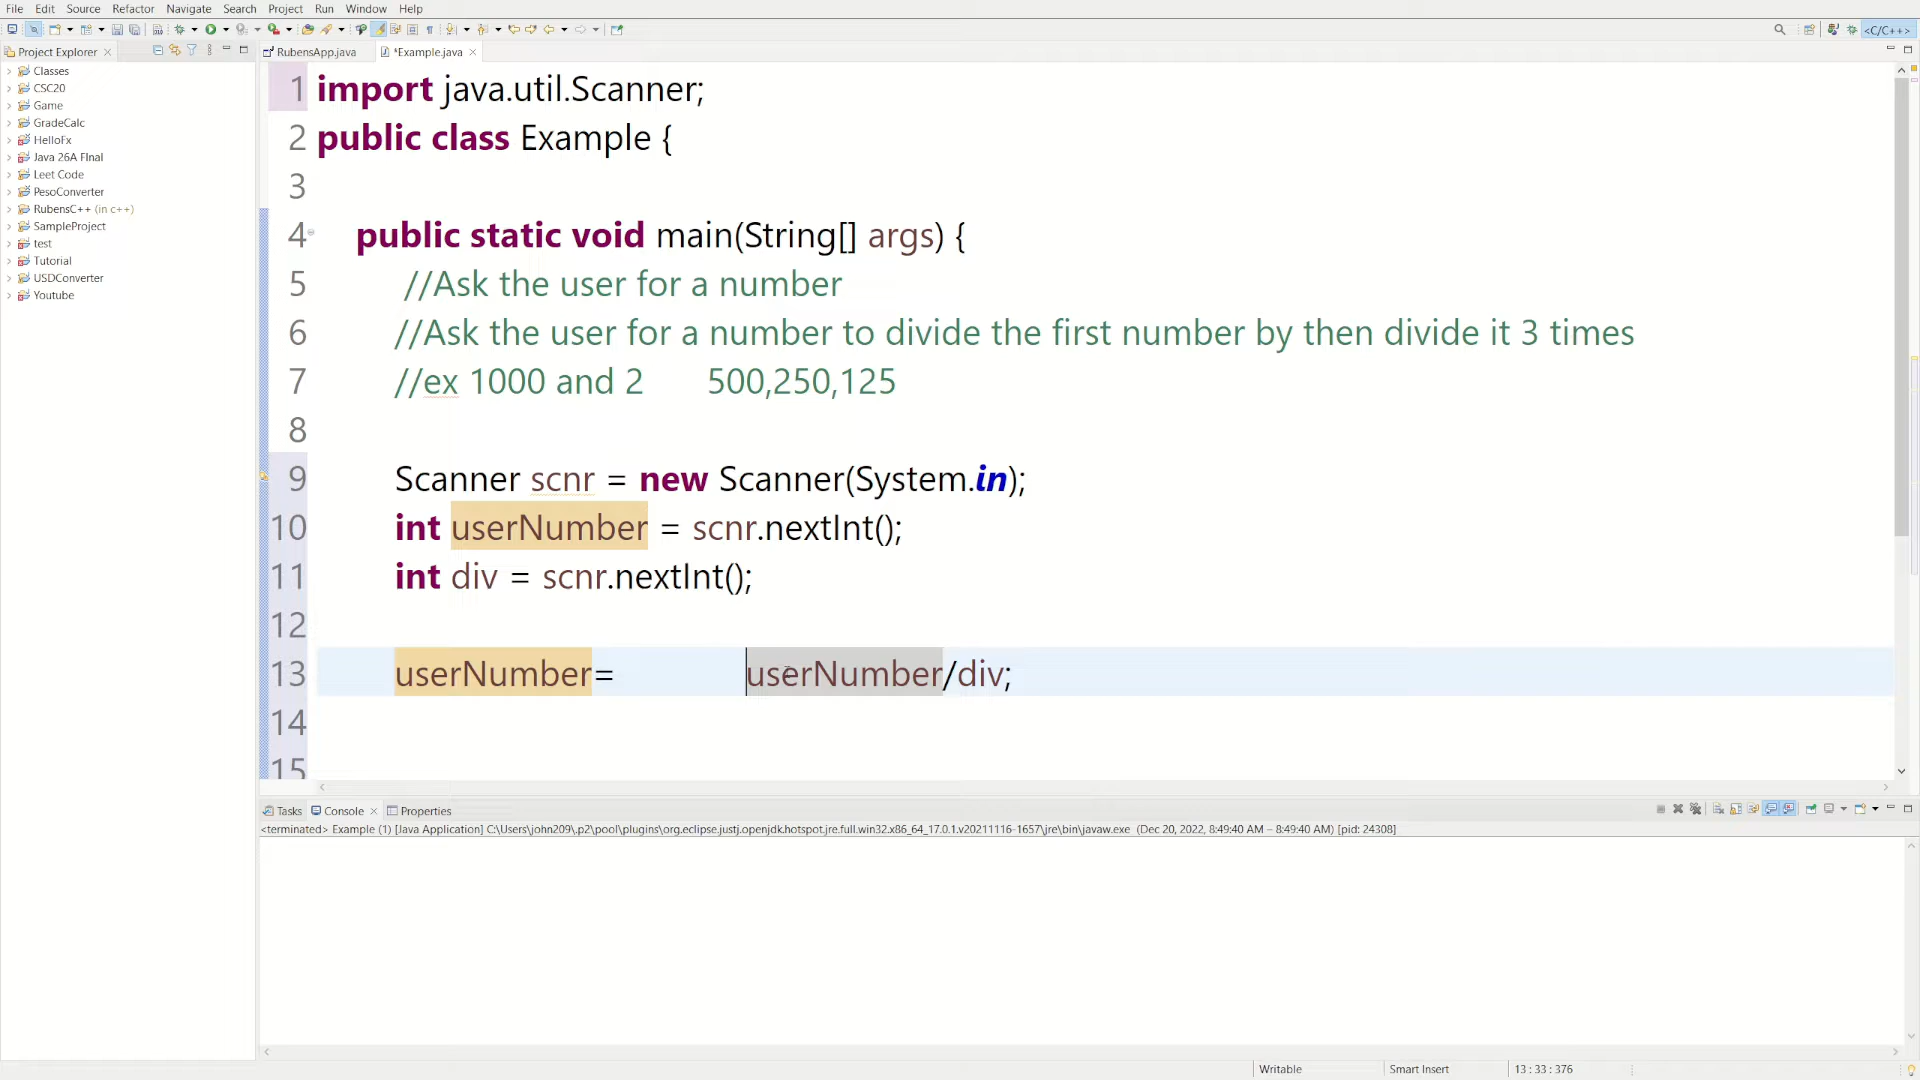 File Edit Source Refactor Navigate Search Project Run Window Help
<C/C++>
Project Explorer
RubensApp.java *Example.java
Classes
CSC20
Game
GradeCalc
HelloFx
Java 26A FInal
Leet Code
PesoConverter
RubensC++ (in c++)
SampleProject
test
Tutorial
USDConverter
Youtube
1 import java.util.Scanner;
2 public class Example {
3
4 public static void main(String[] args) {
5 //Ask the user for a number
6 //Ask the user for a number to divide the first number by then divide it 3 times
7 //ex 1000 and 2 500,250,125
8
9 Scanner scnr = new Scanner(System.in);
10 int userNumber = scnr.nextInt();
11 int div = scnr.nextInt();
12
13 userNumber= userNumber/div;
14
15
Tasks Console Properties
<terminated> Example (1) [Java Application] C:\Users\john209\.p2\pool\plugins\org.eclipse.justj.openjdk.hotspot.jre.full.win32.x86_64_17.0.1.v20211116-1657\jre\bin\javaw.exe (Dec 20, 2022, 8:49:40 AM – 8:49:40 AM) [pid: 24308]
Writable Smart Insert 13 : 33 : 376